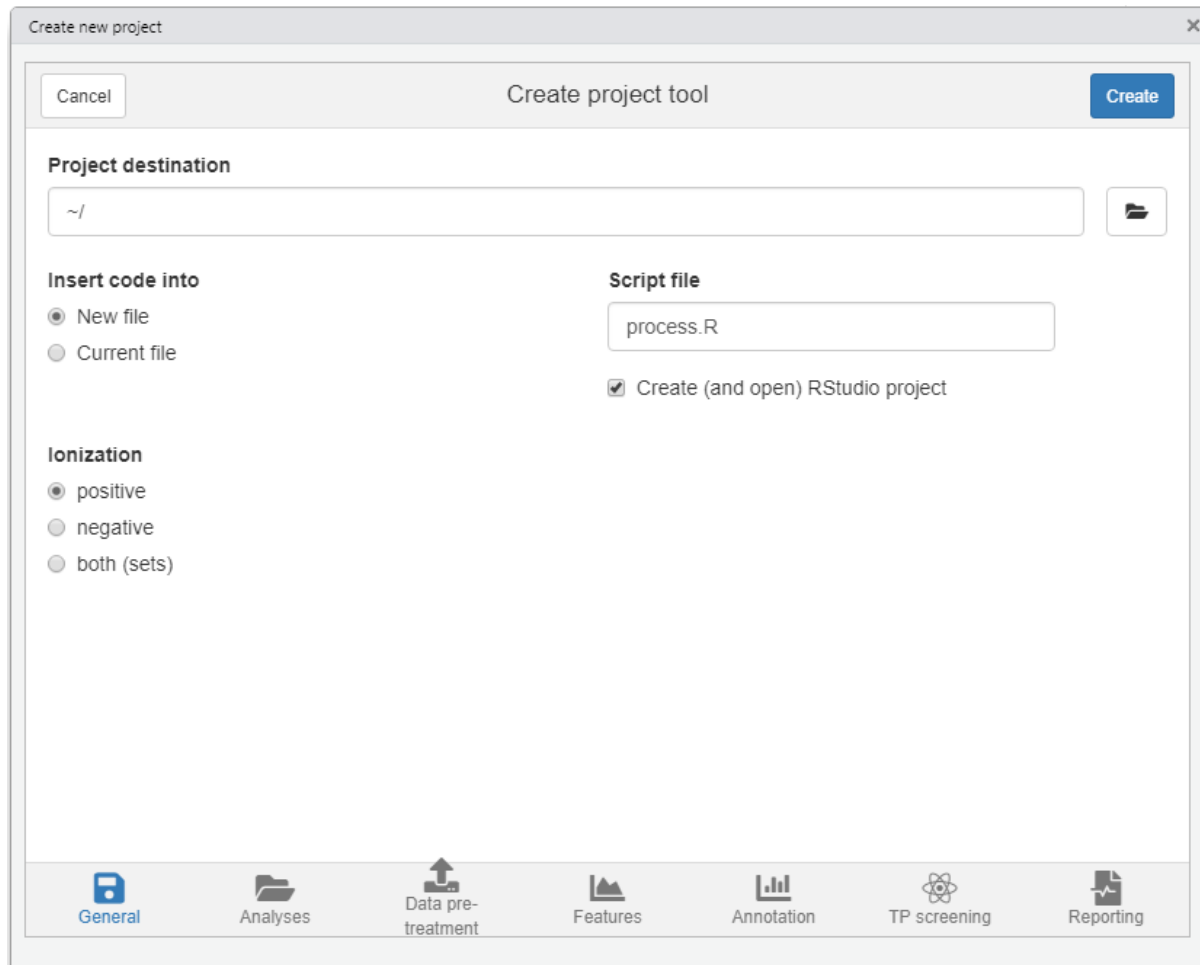 Create new project
Cancel
Create project tool
Create
Project destination
~/
Insert code into
New file
Current file
Script file
process.R
Create (and open) RStudio project
Ionization
positive
negative
both (sets)
General
Analyses
Data pre-
treatment
Features
Annotation
TP screening
Reporting